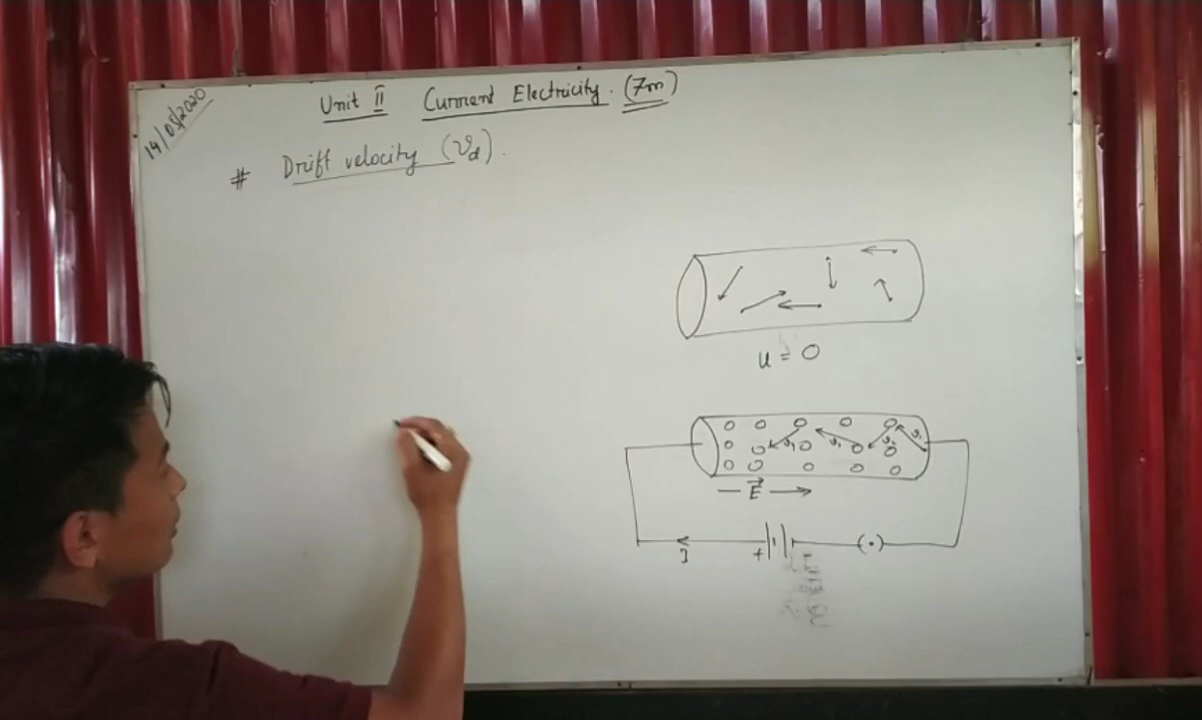 14/05/2020
Unit II Current Electricity. (7m)
# Drift velocity (vd).
u = 0
E
I
+